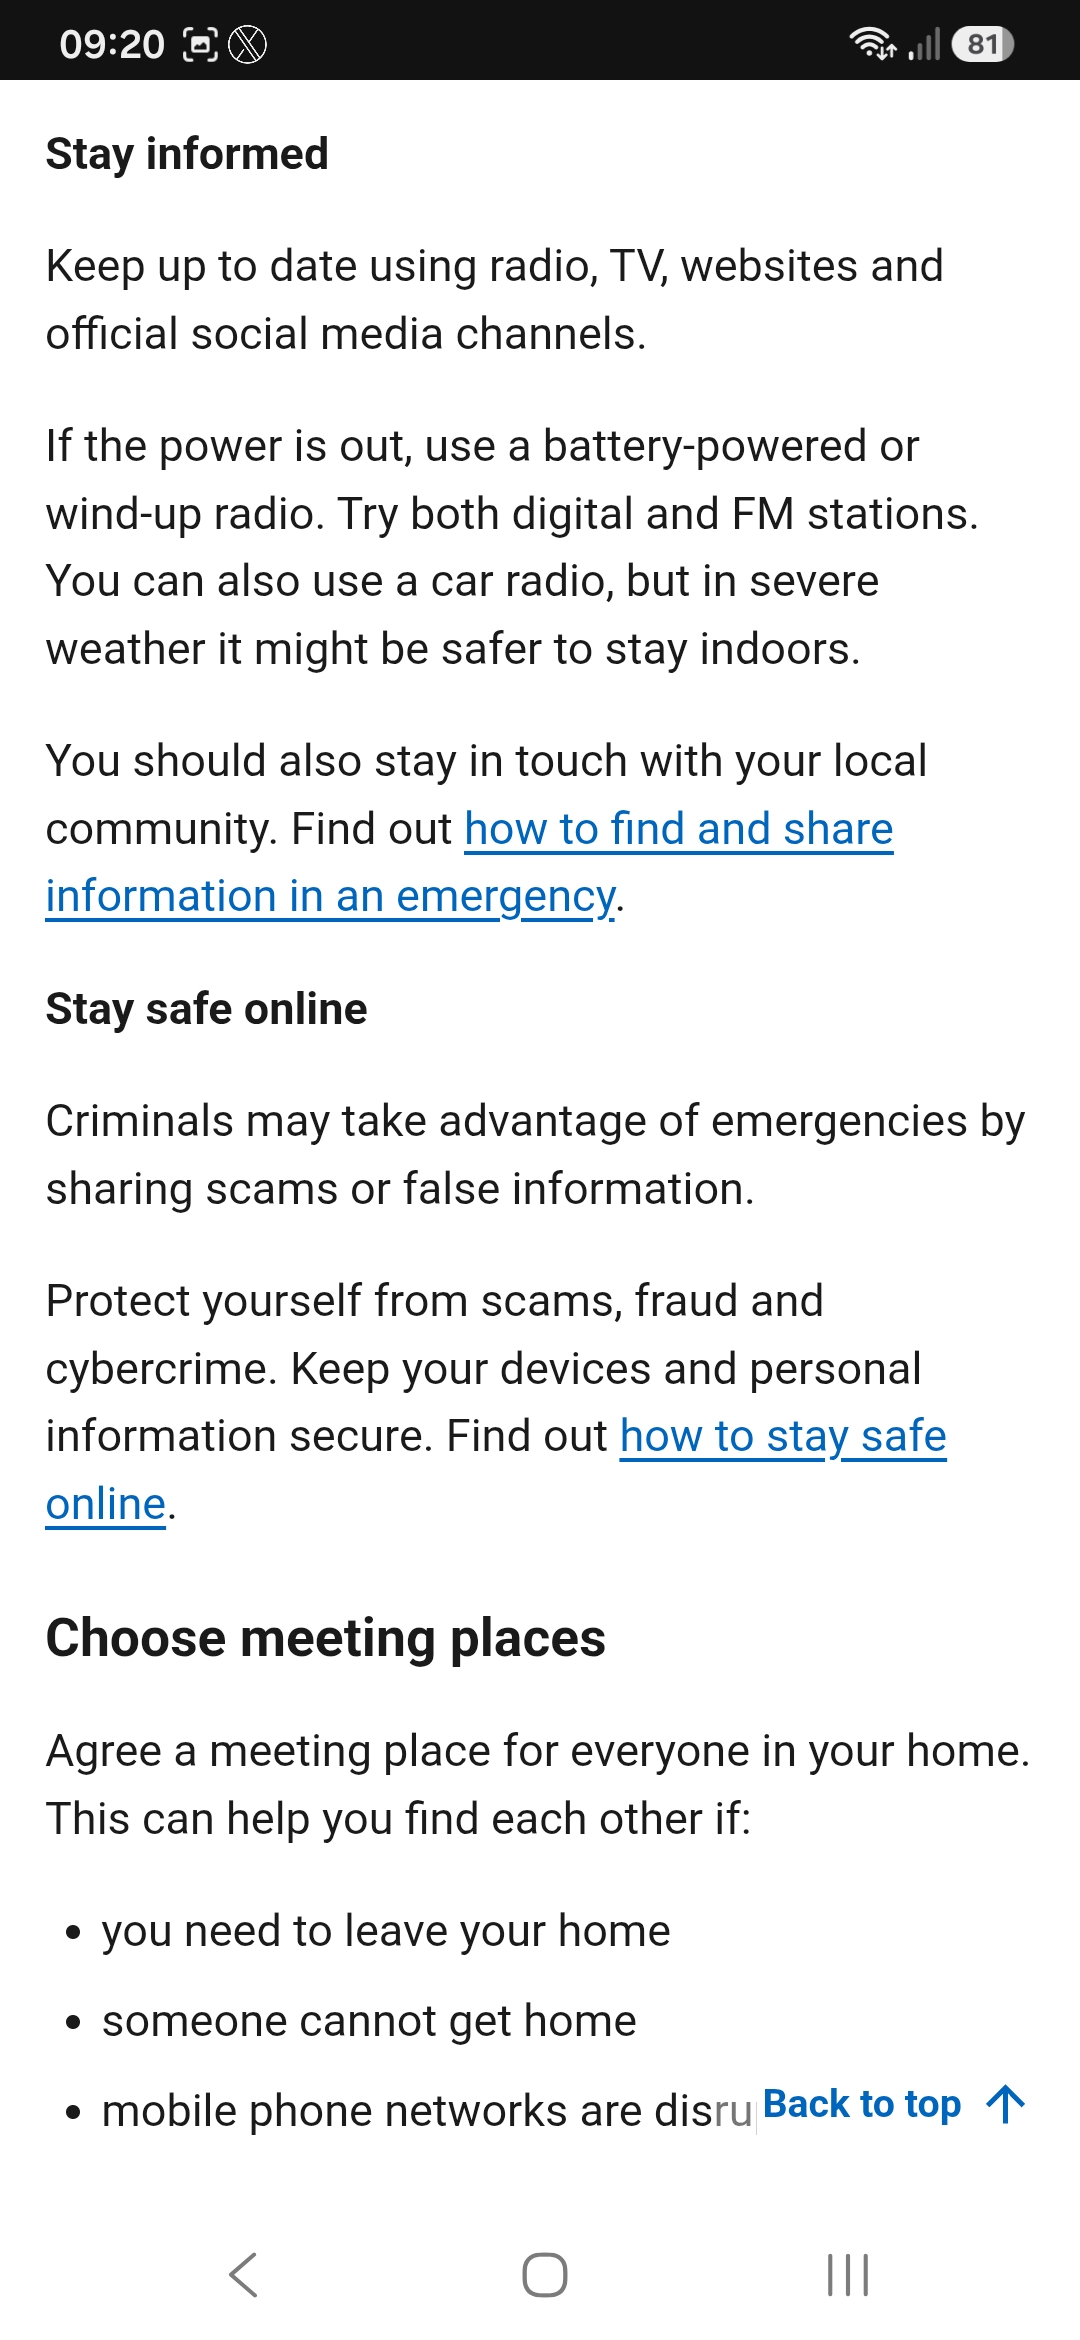 09:20
81
Stay informed
Keep up to date using radio, TV, websites and
official social media channels.
If the power is out, use a battery-powered or
wind-up radio. Try both digital and FM stations.
You can also use a car radio, but in severe
weather it might be safer to stay indoors.
You should also stay in touch with your local
community. Find out how to find and share
information in an emergency.
Stay safe online
Criminals may take advantage of emergencies by
sharing scams or false information.
Protect yourself from scams, fraud and
cybercrime. Keep your devices and personal
information secure. Find out how to stay safe
online.
Choose meeting places
Agree a meeting place for everyone in your home.
This can help you find each other if:
• you need to leave your home
• someone cannot get home
• mobile phone networks are
Back to top